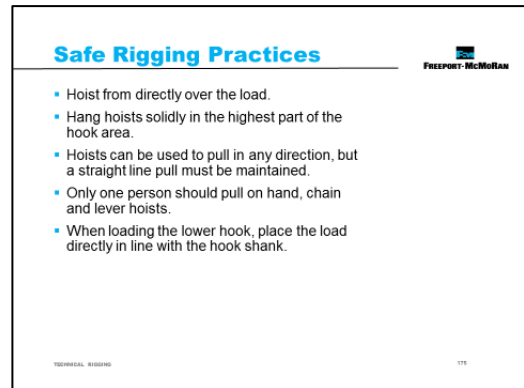 Safe Rigging Practices
FREEPORT-McMoRAN
▪ Hoist from directly over the load.
▪ Hang hoists solidly in the highest part of the
hook area.
▪ Hoists can be used to pull in any direction, but
a straight line pull must be maintained.
▪ Only one person should pull on hand, chain
and lever hoists.
▪ When loading the lower hook, place the load
directly in line with the hook shank.
TECHNICAL RIGGING